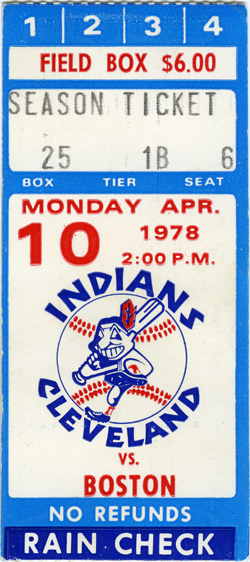 1 2 3 4
FIELD BOX $6.00
SEASON TICKET
25 1B 6
BOX TIER SEAT
MONDAY APR.
10 1978
2:00 P.M.
INDIANS
CLEVELAND
VS.
BOSTON
NO REFUNDS
RAIN CHECK